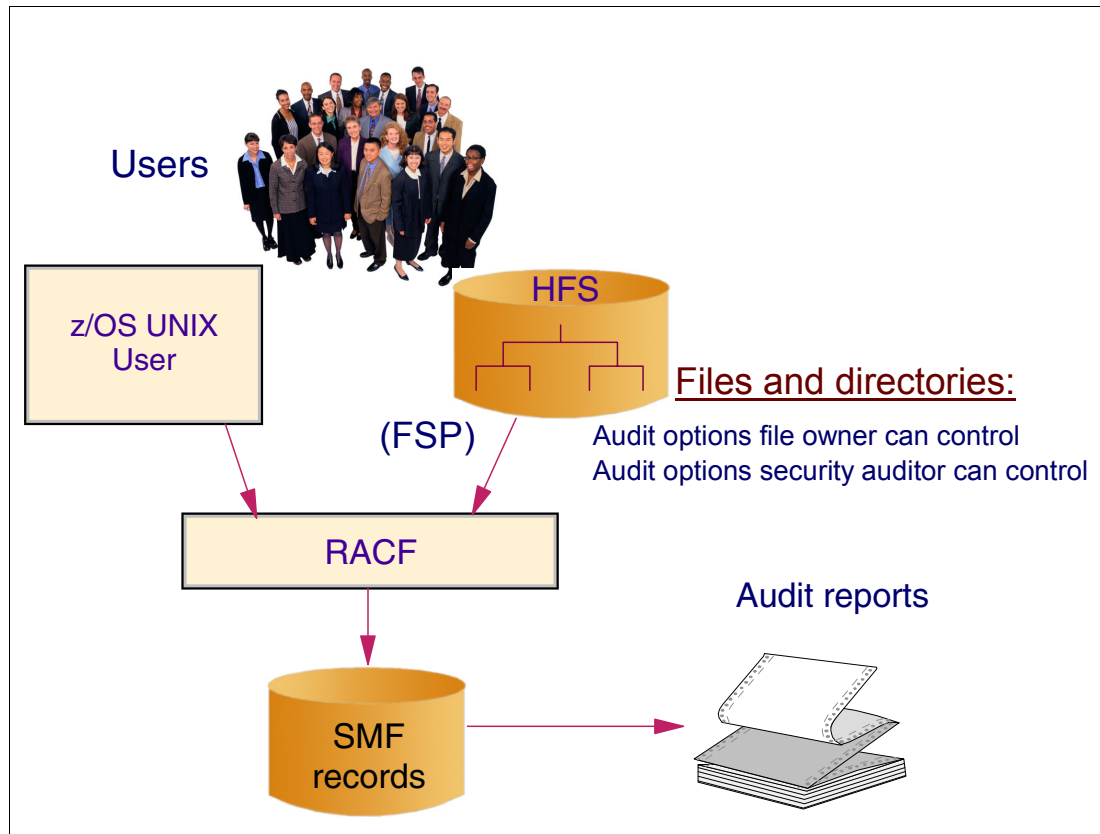 Users
HFS
z/OS UNIX
User
Files and directories:
(FSP)
Audit options file owner can control
Audit options security auditor can control
RACF
Audit reports
SMF
records